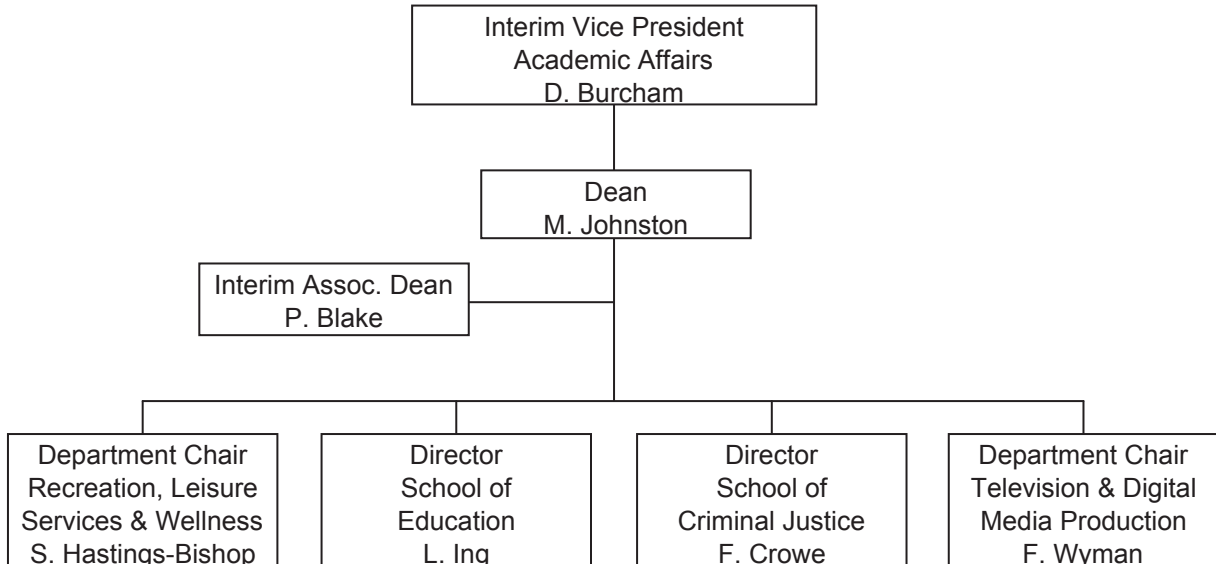 Interim Vice President
Academic Affairs
D. Burcham
Dean
M. Johnston
Interim Assoc. Dean
P. Blake
Department Chair
Recreation, Leisure
Services & Wellness
S. Hastings-Bishop
Director
School of
Education
L. Ing
Director
School of
Criminal Justice
F. Crowe
Department Chair
Television & Digital
Media Production
F. Wyman